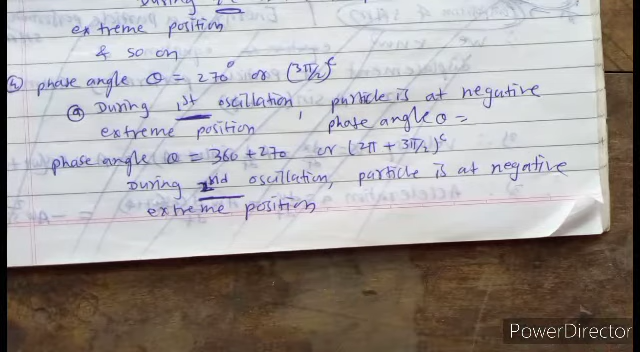 During
extreme position
& so on
④ phase angle θ = 270° or (3π/2)ᶜ
ⓐ During 1st oscillation, particle is at negative
extreme position phase angle θ =
phase angle θ = 360 + 270 or (2π + 3π/2)ᶜ
During 2nd oscillation, particle is at negative
extreme position
PowerDirector